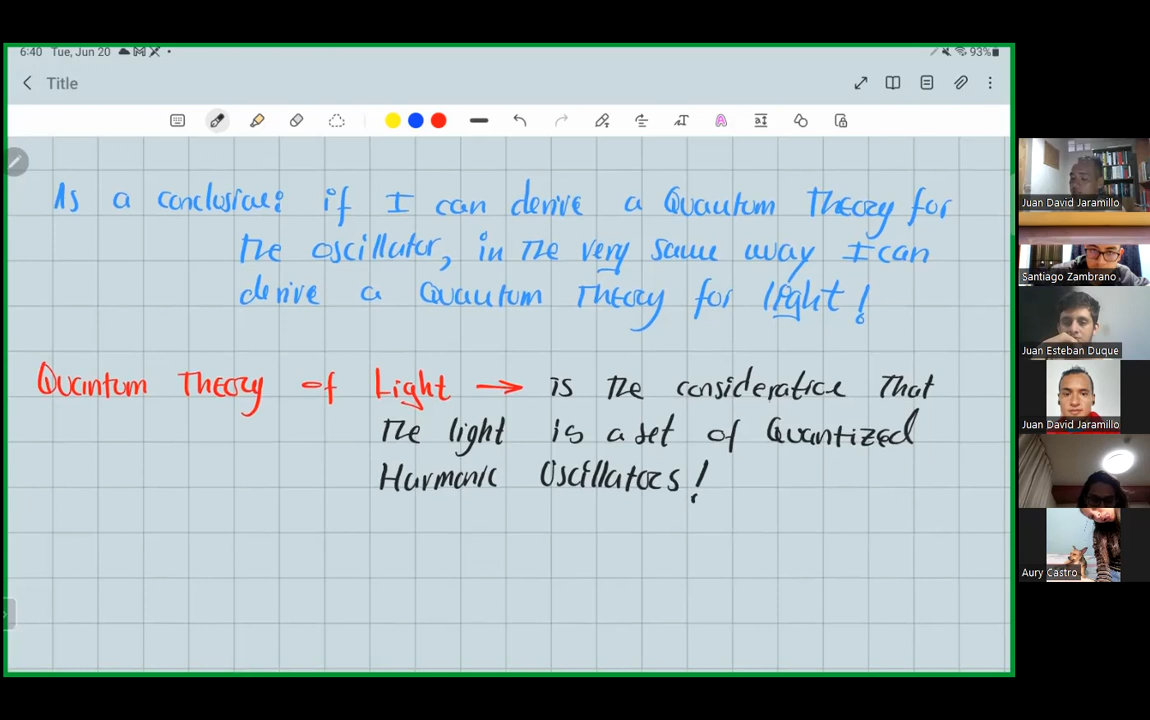 6:40 Tue, Jun 20
93%
Title
As a conclusion: if I can derive a Quantum Theory for
the oscillator, in the very same way I can
derive a Quantum Theory for light!
Quantum Theory of Light → is the consideration that
the light is a set of Quantized
Harmonic Oscillators!
Juan David Jaramillo
Santiago Zambrano
Juan Esteban Duque
Juan David Jaramillo
Aury Castro